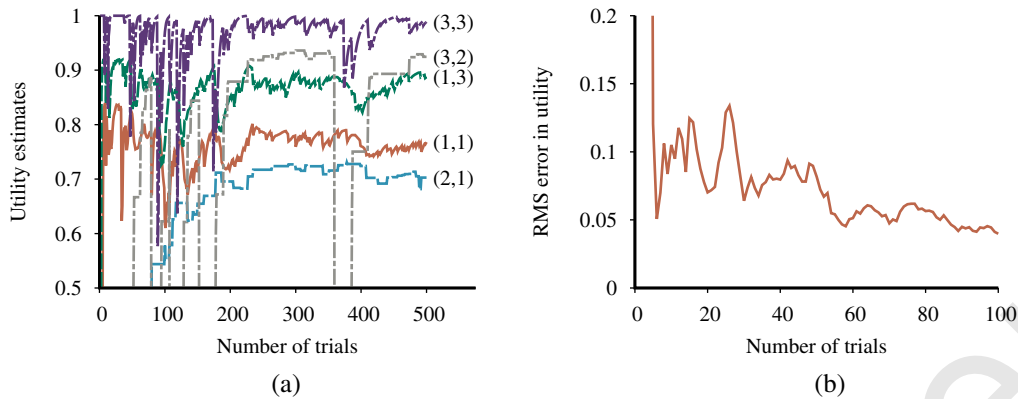 Utility estimates
1
0.9
0.8
0.7
0.6
0.5
0 100 200 300 400 500
Number of trials
(3,3)
(3,2)
(1,3)
(1,1)
(2,1)
(a)
RMS error in utility
0.2
0.15
0.1
0.05
0
0 20 40 60 80 100
Number of trials
(b)
e